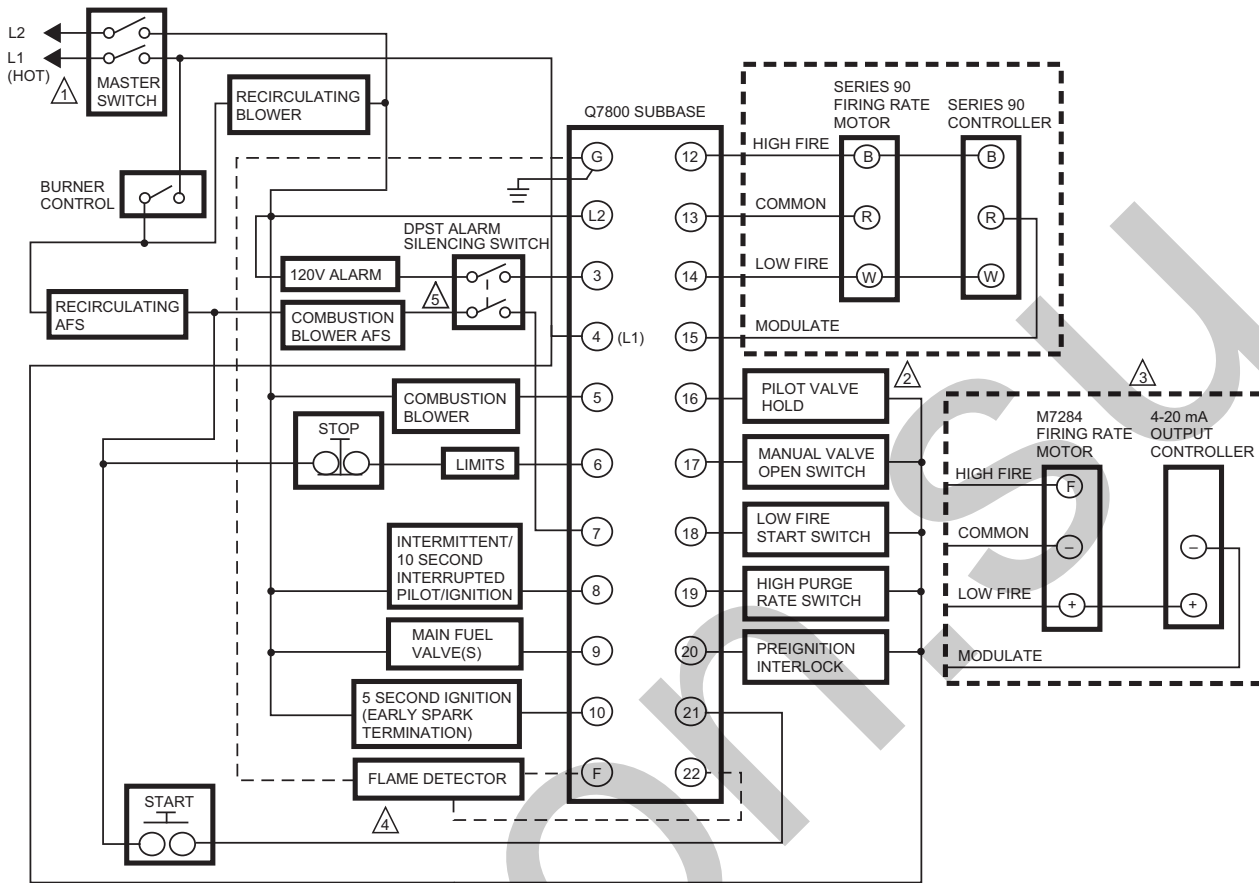 L2
L1
(HOT)
1
MASTER
SWITCH
RECIRCULATING
BLOWER
BURNER
CONTROL
RECIRCULATING
AFS
Q7800 SUBBASE
DPST ALARM
SILENCING SWITCH
120V ALARM
5
COMBUSTION
BLOWER AFS
COMBUSTION
BLOWER
STOP
LIMITS
INTERMITTENT/
10 SECOND
INTERRUPTED
PILOT/IGNITION
MAIN FUEL
VALVE(S)
5 SECOND IGNITION
(EARLY SPARK
TERMINATION)
FLAME DETECTOR
4
START
G
L2
3
4 (L1)
5
6
7
8
9
10
F
12
13
14
15
16
17
18
19
20
21
22
SERIES 90
FIRING RATE
MOTOR
SERIES 90
CONTROLLER
HIGH FIRE
B
B
COMMON
R
R
LOW FIRE
W
W
MODULATE
2
PILOT VALVE
HOLD
MANUAL VALVE
OPEN SWITCH
LOW FIRE
START SWITCH
HIGH PURGE
RATE SWITCH
PREIGNITION
INTERLOCK
3
M7284
FIRING RATE
MOTOR
4-20 mA
OUTPUT
CONTROLLER
HIGH FIRE
F
COMMON
–
–
LOW FIRE
+
+
MODULATE
on.su